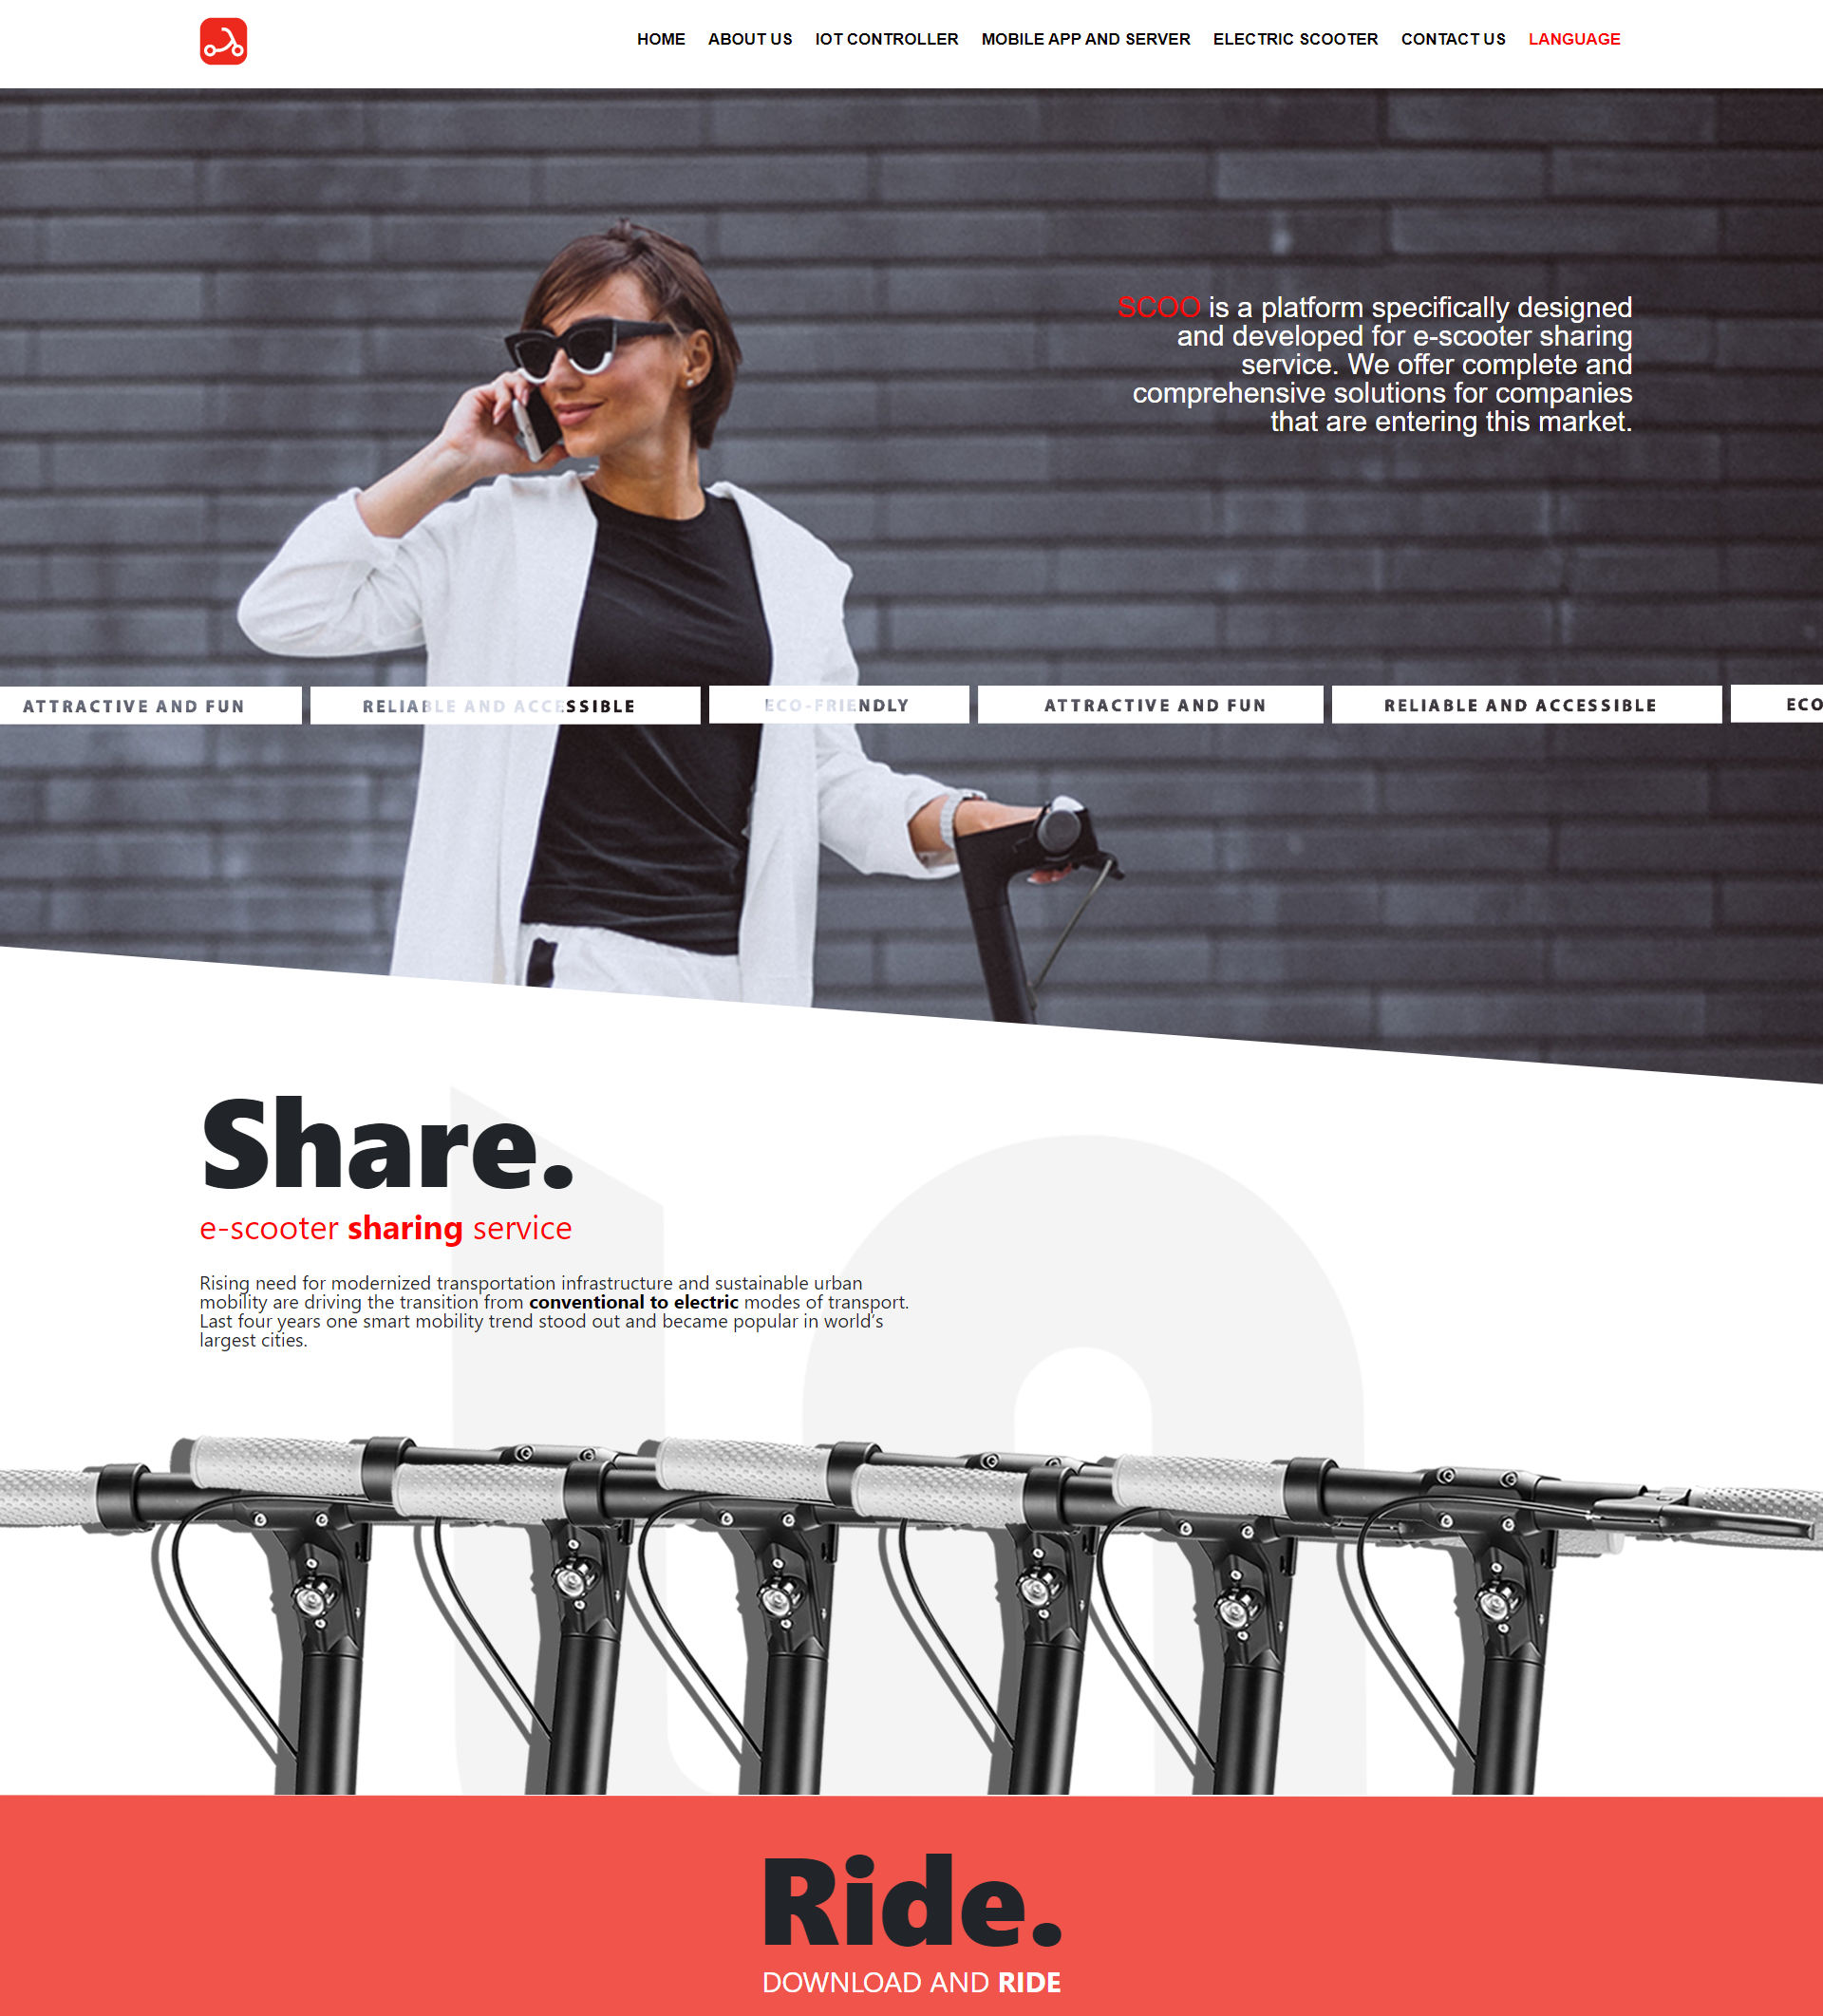 HOME ABOUT US IOT CONTROLLER MOBILE APP AND SERVER ELECTRIC SCOOTER CONTACT US LANGUAGE
SCOO is a platform specifically designed
and developed for e-scooter sharing
service. We offer complete and
comprehensive solutions for companies
that are entering this market.
ATTRACTIVE AND FUN RELIABLE AND ACCESSIBLE ECO-FRIENDLY ATTRACTIVE AND FUN RELIABLE AND ACCESSIBLE ECO
Share.
e-scooter sharing service
Rising need for modernized transportation infrastructure and sustainable urban
mobility are driving the transition from conventional to electric modes of transport.
Last four years one smart mobility trend stood out and became popular in world's
largest cities.
Ride.
DOWNLOAD AND RIDE